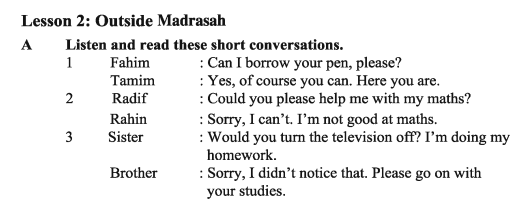 Lesson 2: Outside Madrasah
A Listen and read these short conversations.
1 Fahim : Can I borrow your pen, please?
Tamim : Yes, of course you can. Here you are.
2 Radif : Could you please help me with my maths?
Rahin : Sorry, I can't. I'm not good at maths.
3 Sister : Would you turn the television off? I'm doing my
homework.
Brother : Sorry, I didn't notice that. Please go on with
your studies.